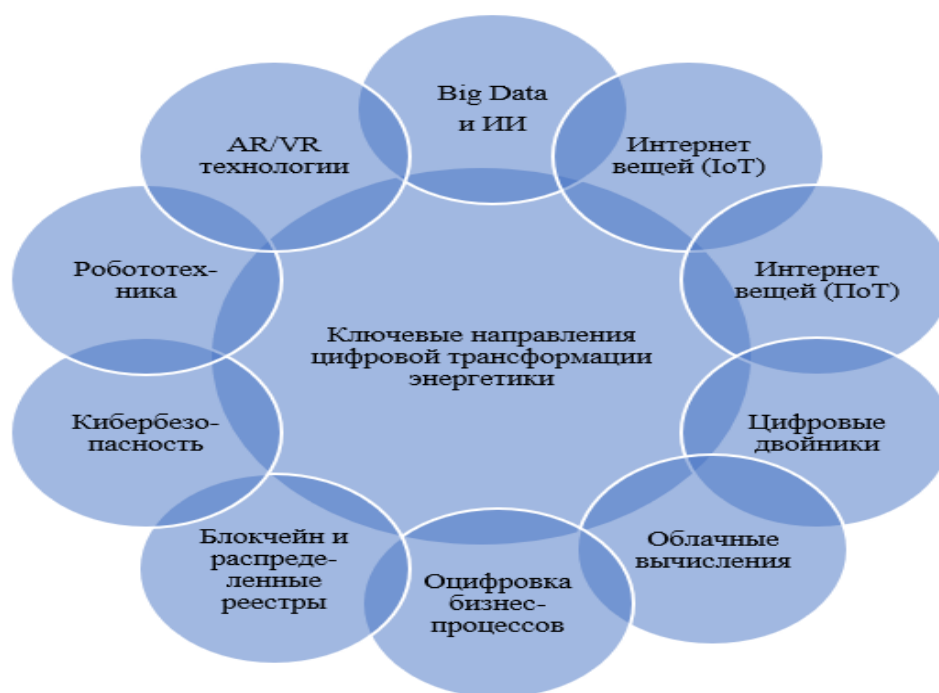 Big Data
и ИИ
Интернет
вещей (IoT)
Интернет
вещей (ПоТ)
Цифровые
двойники
Облачные
вычисления
Оцифровка
бизнес-
процессов
Блокчейн и
распреде-
ленные
реестры
Кибербезо-
пасность
Робототех-
ника
AR/VR
технологии
Ключевые направления
цифровой трансформации
энергетики